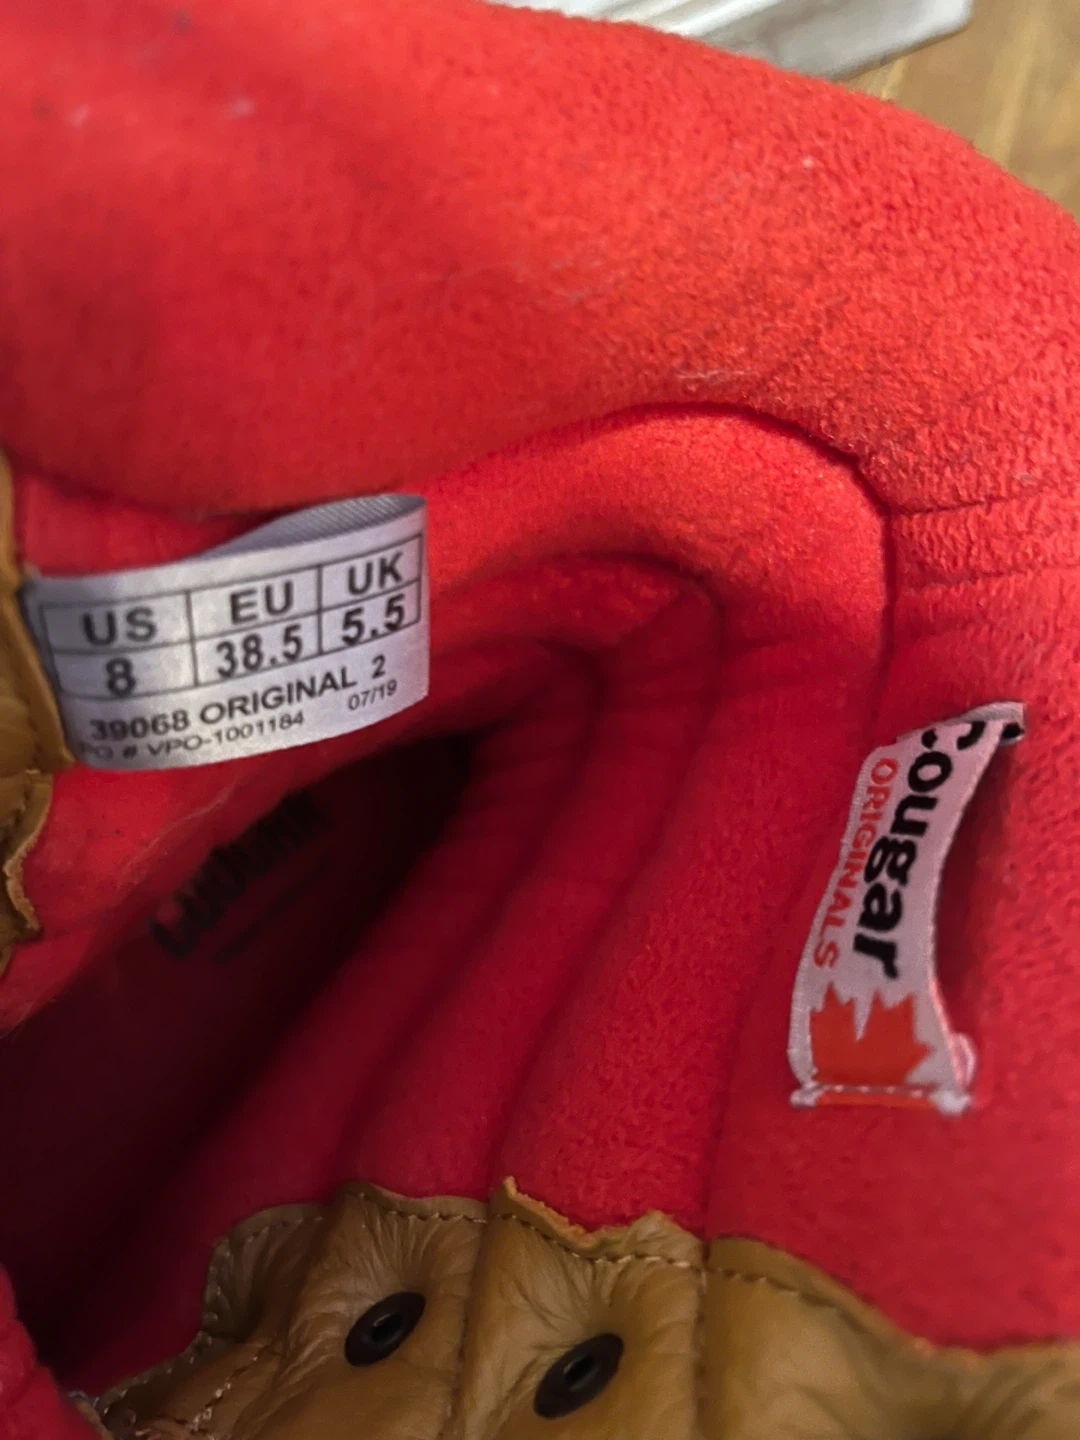 US EU UK
8 38.5 5.5
39068 ORIGINAL 2
PO # VPO-1001184 07/19
Cougar
ORIGINALS